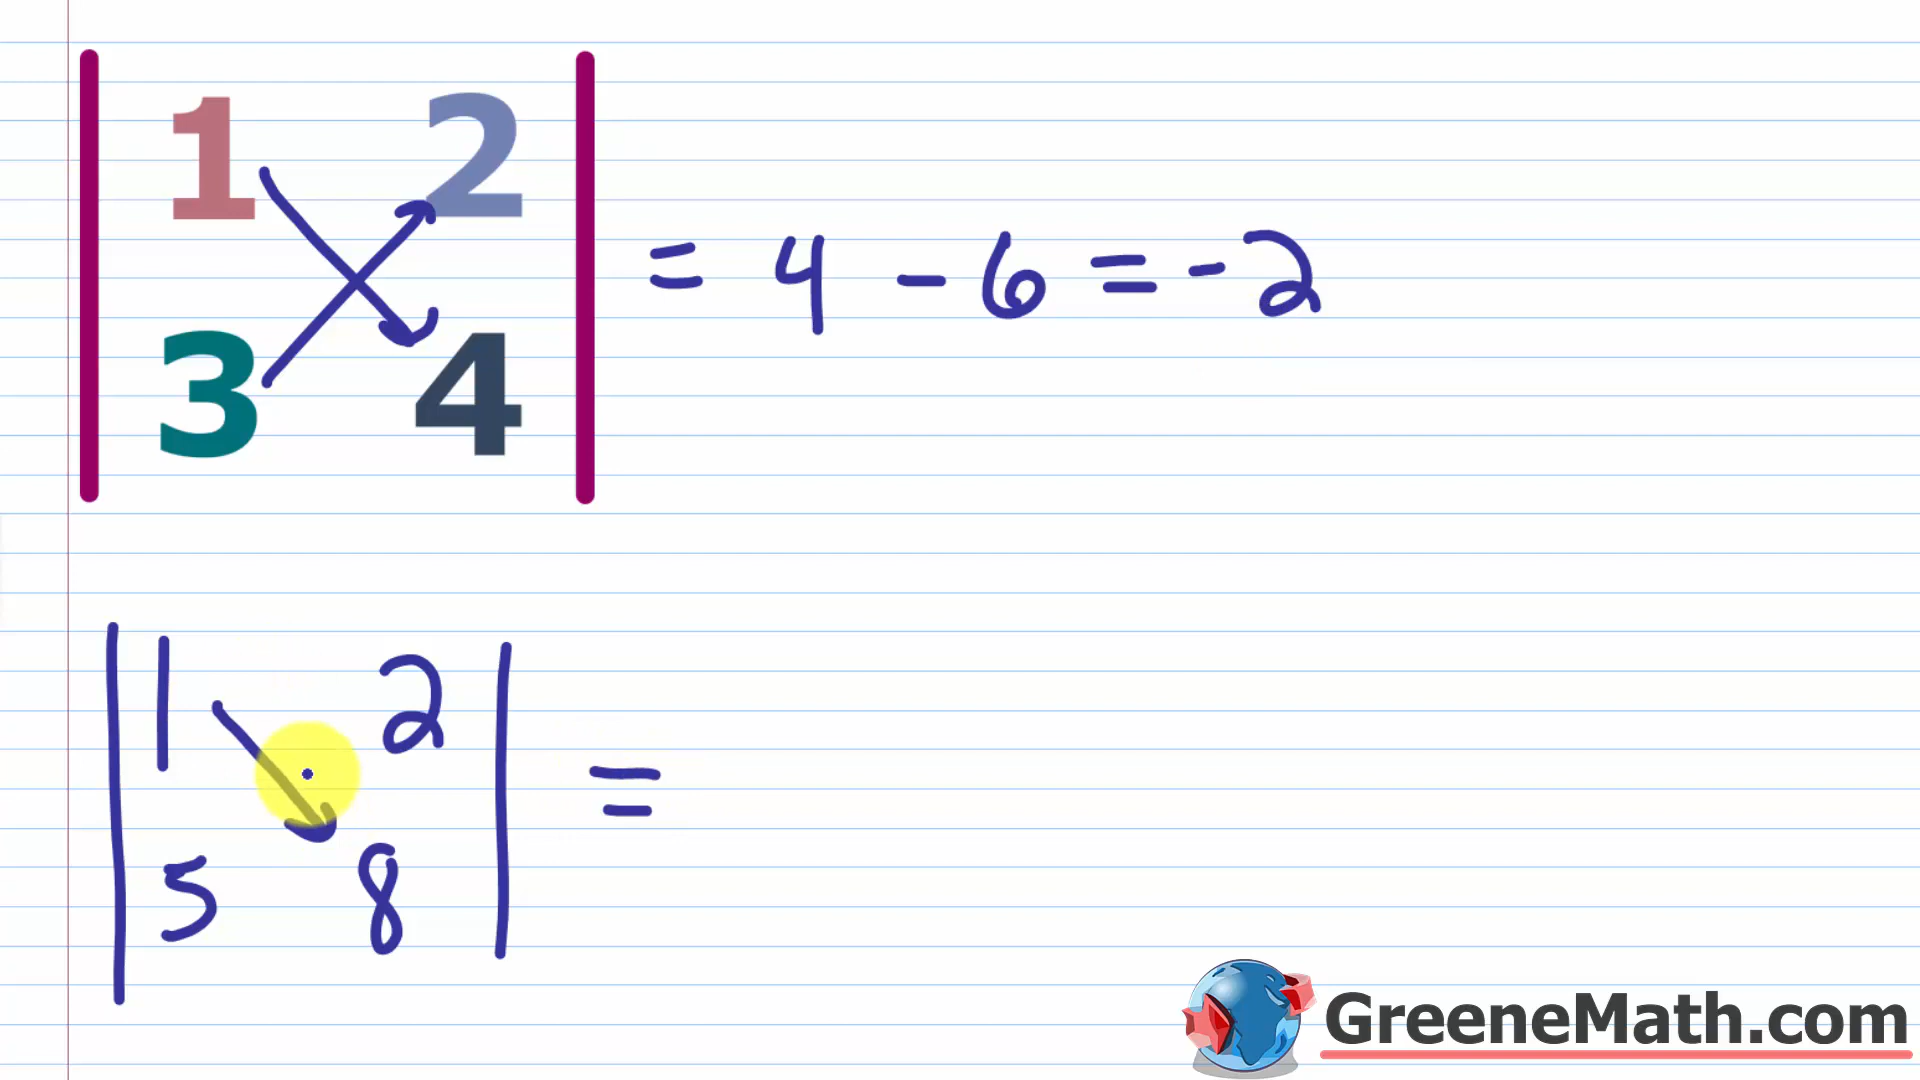 1 2
3 4
= 4 - 6 = -2
1 2
5 8
=
GreeneMath.com